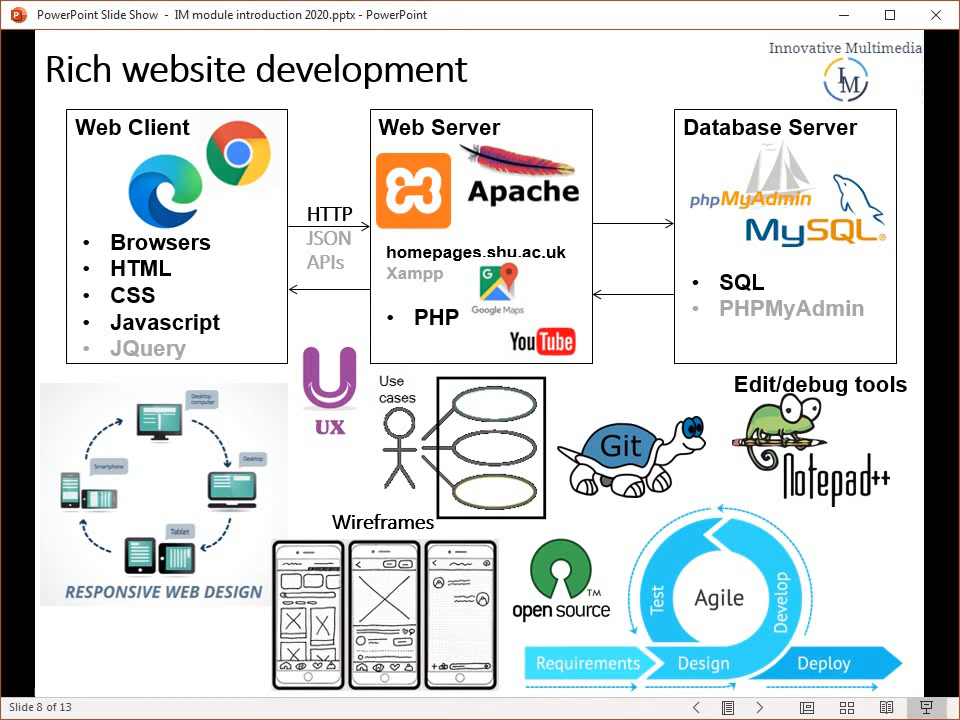 PowerPoint Slide Show - IM module introduction 2020.pptx - PowerPoint
Rich website development
Innovative Multimedia
IM
Web Client
Browsers
HTML
CSS
Javascript
JQuery
HTTP
JSON
APIs
Web Server
Apache
homepages.shu.ac.uk
Xampp
PHP
Google Maps
YouTube
Database Server
phpMyAdmin
MySQL®
SQL
PHPMyAdmin
UX
Use
cases
Git
Edit/debug tools
Notepad++
Desktop
computer
Smartphone
Desktop
Tablet
RESPONSIVE WEB DESIGN
Wireframes
open source TM
Agile
Test
Develop
Requirements
Design
Deploy
Slide 8 of 13